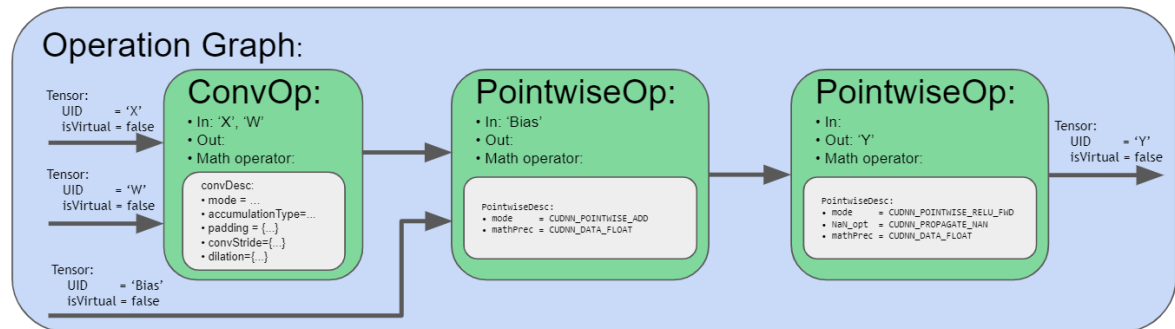 Operation Graph:
Tensor:
UID = ‘X’
isVirtual = false
Tensor:
UID = ‘W’
isVirtual = false
Tensor:
UID = ‘Bias’
isVirtual = false
ConvOp:
• In: ‘X’, ‘W’
• Out:
• Math operator:
convDesc:
• mode = ...
• accumulationType=...
• padding = {...}
• convStride={...}
• dilation={...}
PointwiseOp:
• In: ‘Bias’
• Out:
• Math operator:
PointwiseDesc:
• mode = CUDNN_POINTWISE_ADD
• mathPrec = CUDNN_DATA_FLOAT
PointwiseOp:
• In:
• Out: ‘Y’
• Math operator:
PointwiseDesc:
• mode = CUDNN_POINTWISE_RELU_FWD
• NaN_opt = CUDNN_PROPAGATE_NAN
• mathPrec = CUDNN_DATA_FLOAT
Tensor:
UID = ‘Y’
isVirtual = false